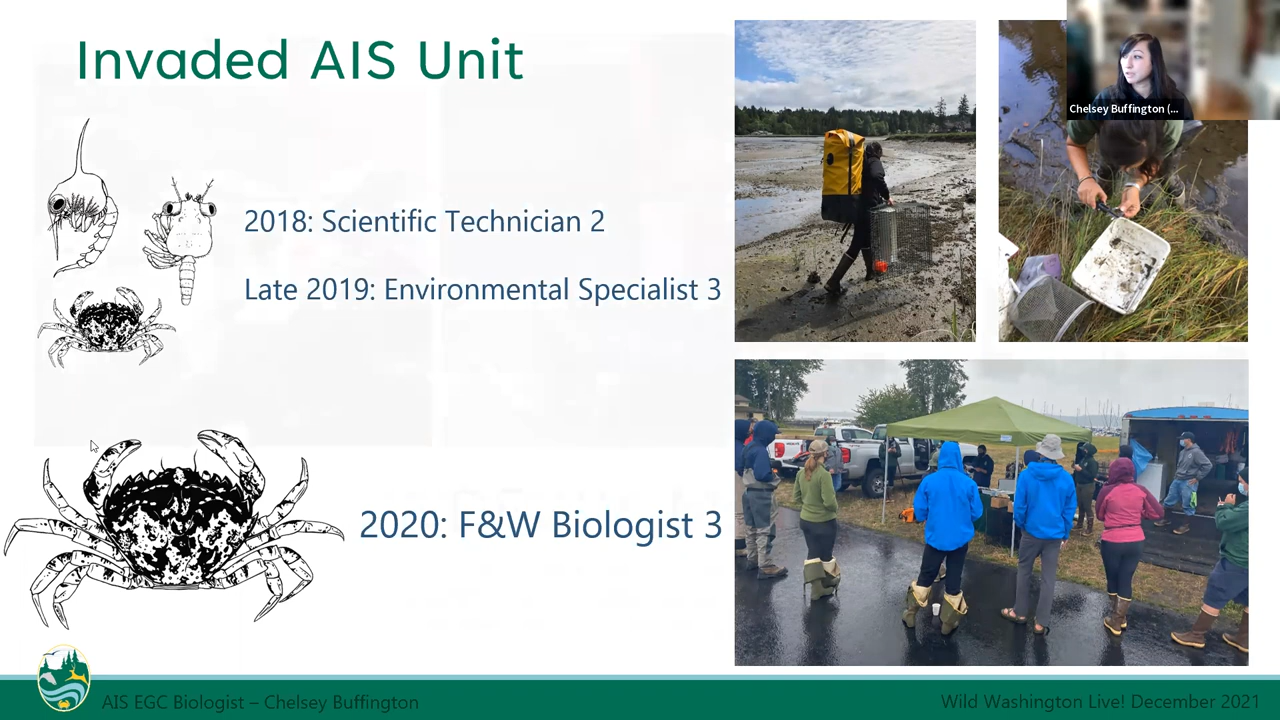 Invaded AIS Unit
Chelsey Buffington (...
2018: Scientific Technician 2
Late 2019: Environmental Specialist 3
2020: F&W Biologist 3
AIS EGC Biologist – Chelsey Buffington
Wild Washington Live! December 2021